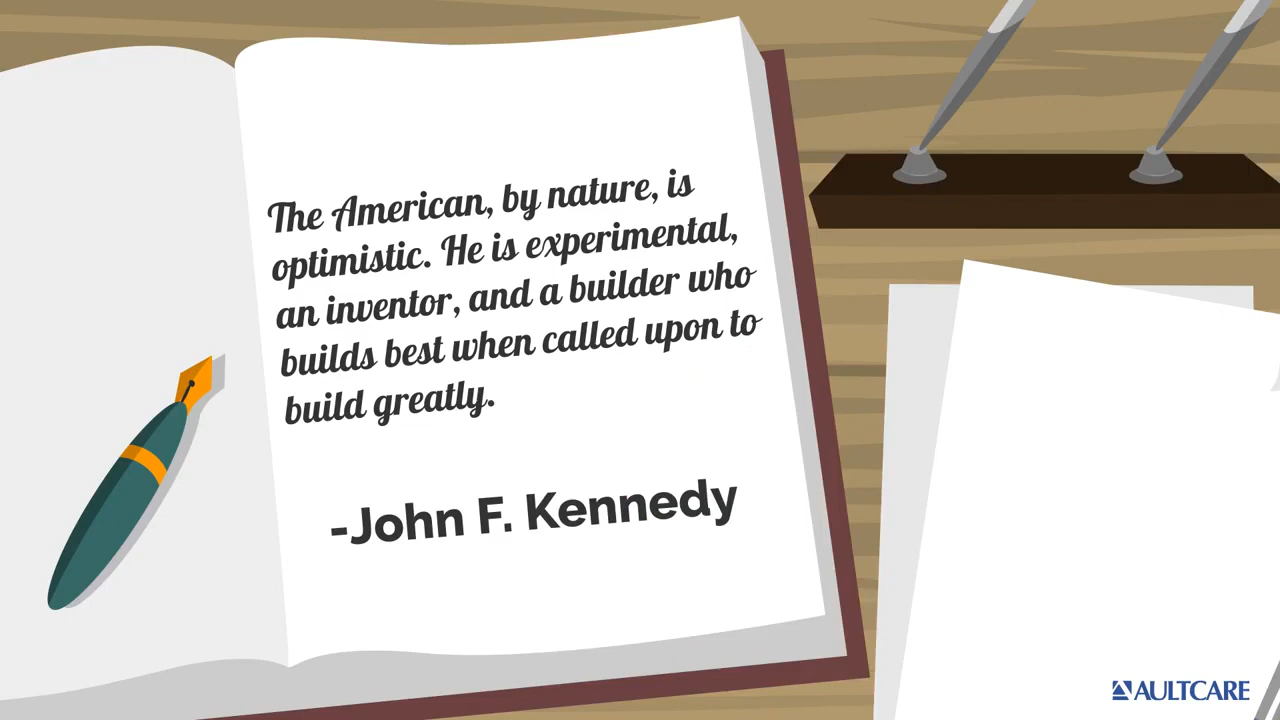 The American, by nature, is
optimistic. He is experimental,
an inventor, and a builder who
builds best when called upon to
build greatly.
-John F. Kennedy
AULTCARE